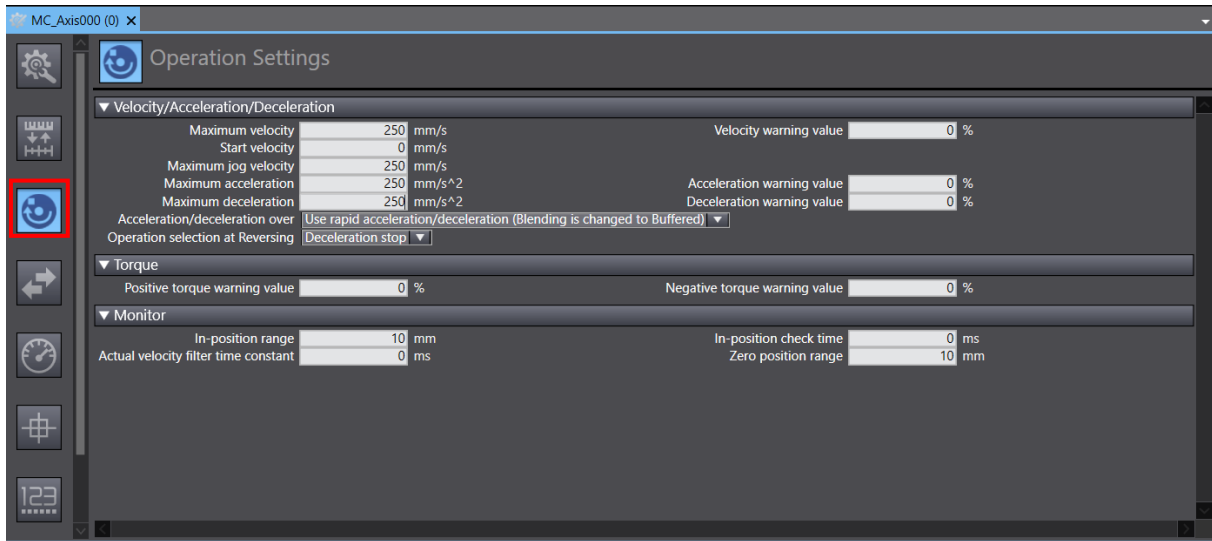 MC_Axis000 (0)
Operation Settings
Velocity/Acceleration/Deceleration
Maximum velocity 250 mm/s Velocity warning value 0 %
Start velocity 0 mm/s
Maximum jog velocity 250 mm/s
Maximum acceleration 250 mm/s^2 Acceleration warning value 0 %
Maximum deceleration 250 mm/s^2 Deceleration warning value 0 %
Acceleration/deceleration over Use rapid acceleration/deceleration (Blending is changed to Buffered)
Operation selection at Reversing Deceleration stop
Torque
Positive torque warning value 0 % Negative torque warning value 0 %
Monitor
In-position range 10 mm In-position check time 0 ms
Actual velocity filter time constant 0 ms Zero position range 10 mm
123